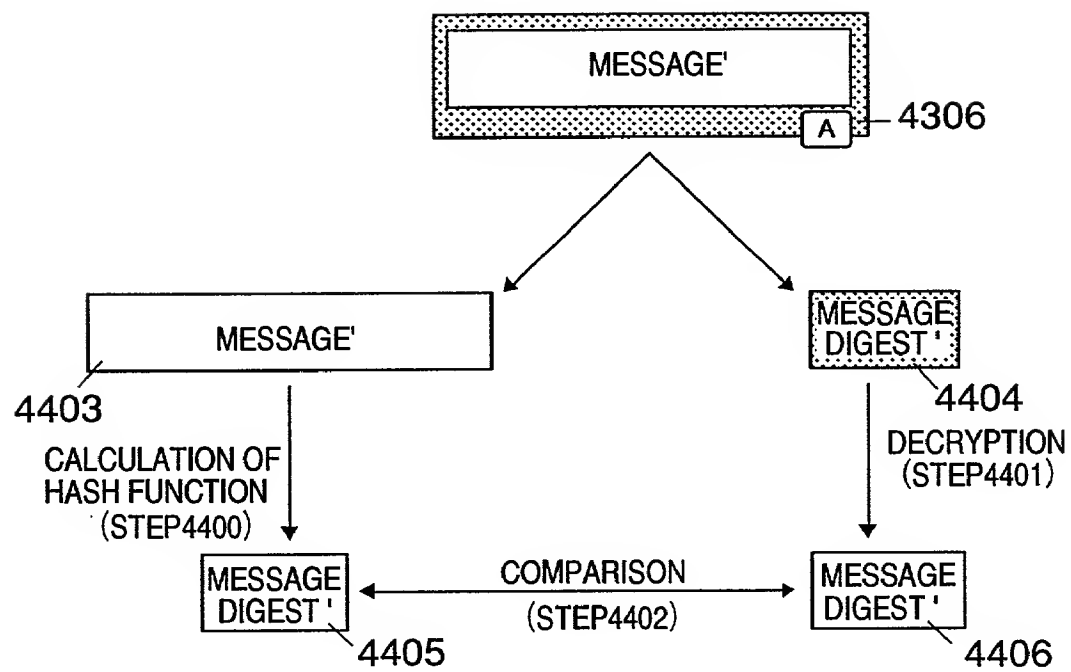 MESSAGE'
A
4306
MESSAGE'
4403
MESSAGE
DIGEST '
4404
CALCULATION OF
HASH FUNCTION
(STEP4400)
DECRYPTION
(STEP4401)
MESSAGE
DIGEST '
4405
COMPARISON
(STEP4402)
MESSAGE
DIGEST '
4406